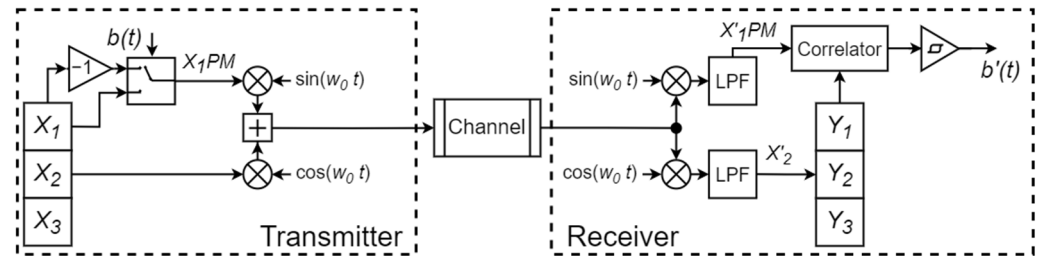 b(t)
−1
X₁PM
sin(w₀ t)
X₁
X₂
X₃
+
cos(w₀ t)
Transmitter
Channel
X'₁PM
sin(w₀ t)
LPF
Correlator
b'(t)
cos(w₀ t)
LPF
X'₂
Y₁
Y₂
Y₃
Receiver